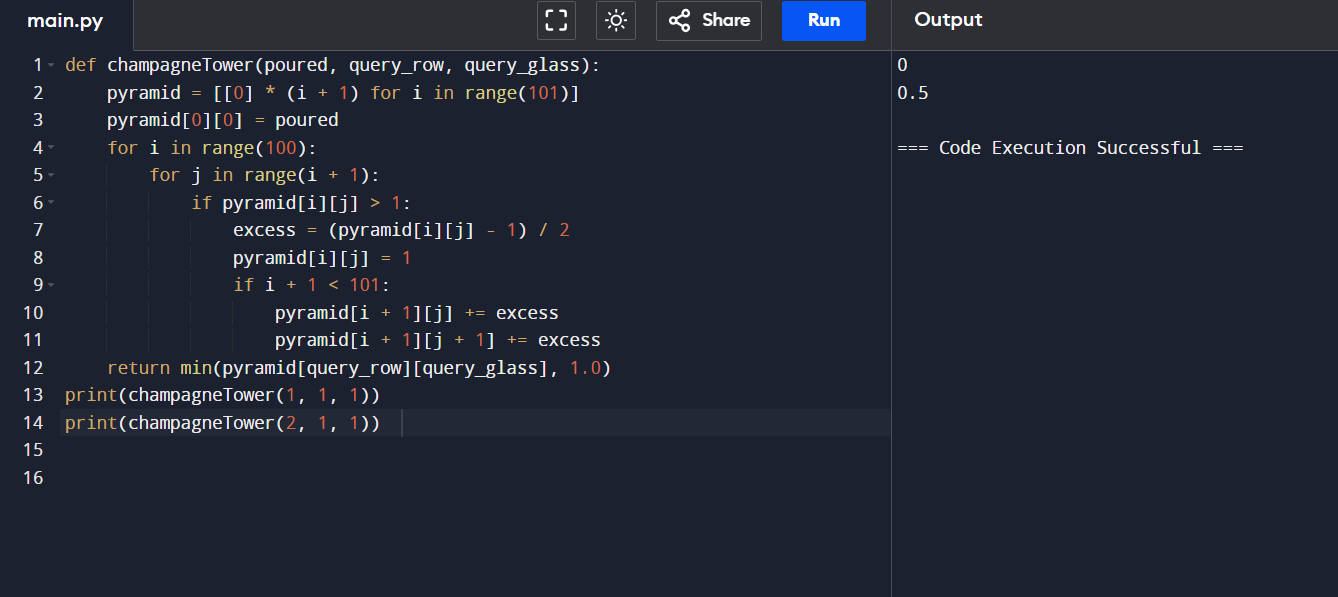 main.py
Share
Run
Output
1 def champagneTower(poured, query_row, query_glass):
2     pyramid = [[0] * (i + 1) for i in range(101)]
3     pyramid[0][0] = poured
4     for i in range(100):
5         for j in range(i + 1):
6             if pyramid[i][j] > 1:
7                 excess = (pyramid[i][j] - 1) / 2
8                 pyramid[i][j] = 1
9                 if i + 1 < 101:
10                     pyramid[i + 1][j] += excess
11                     pyramid[i + 1][j + 1] += excess
12     return min(pyramid[query_row][query_glass], 1.0)
13 print(champagneTower(1, 1, 1))
14 print(champagneTower(2, 1, 1))
15
16
0
0.5
=== Code Execution Successful ===